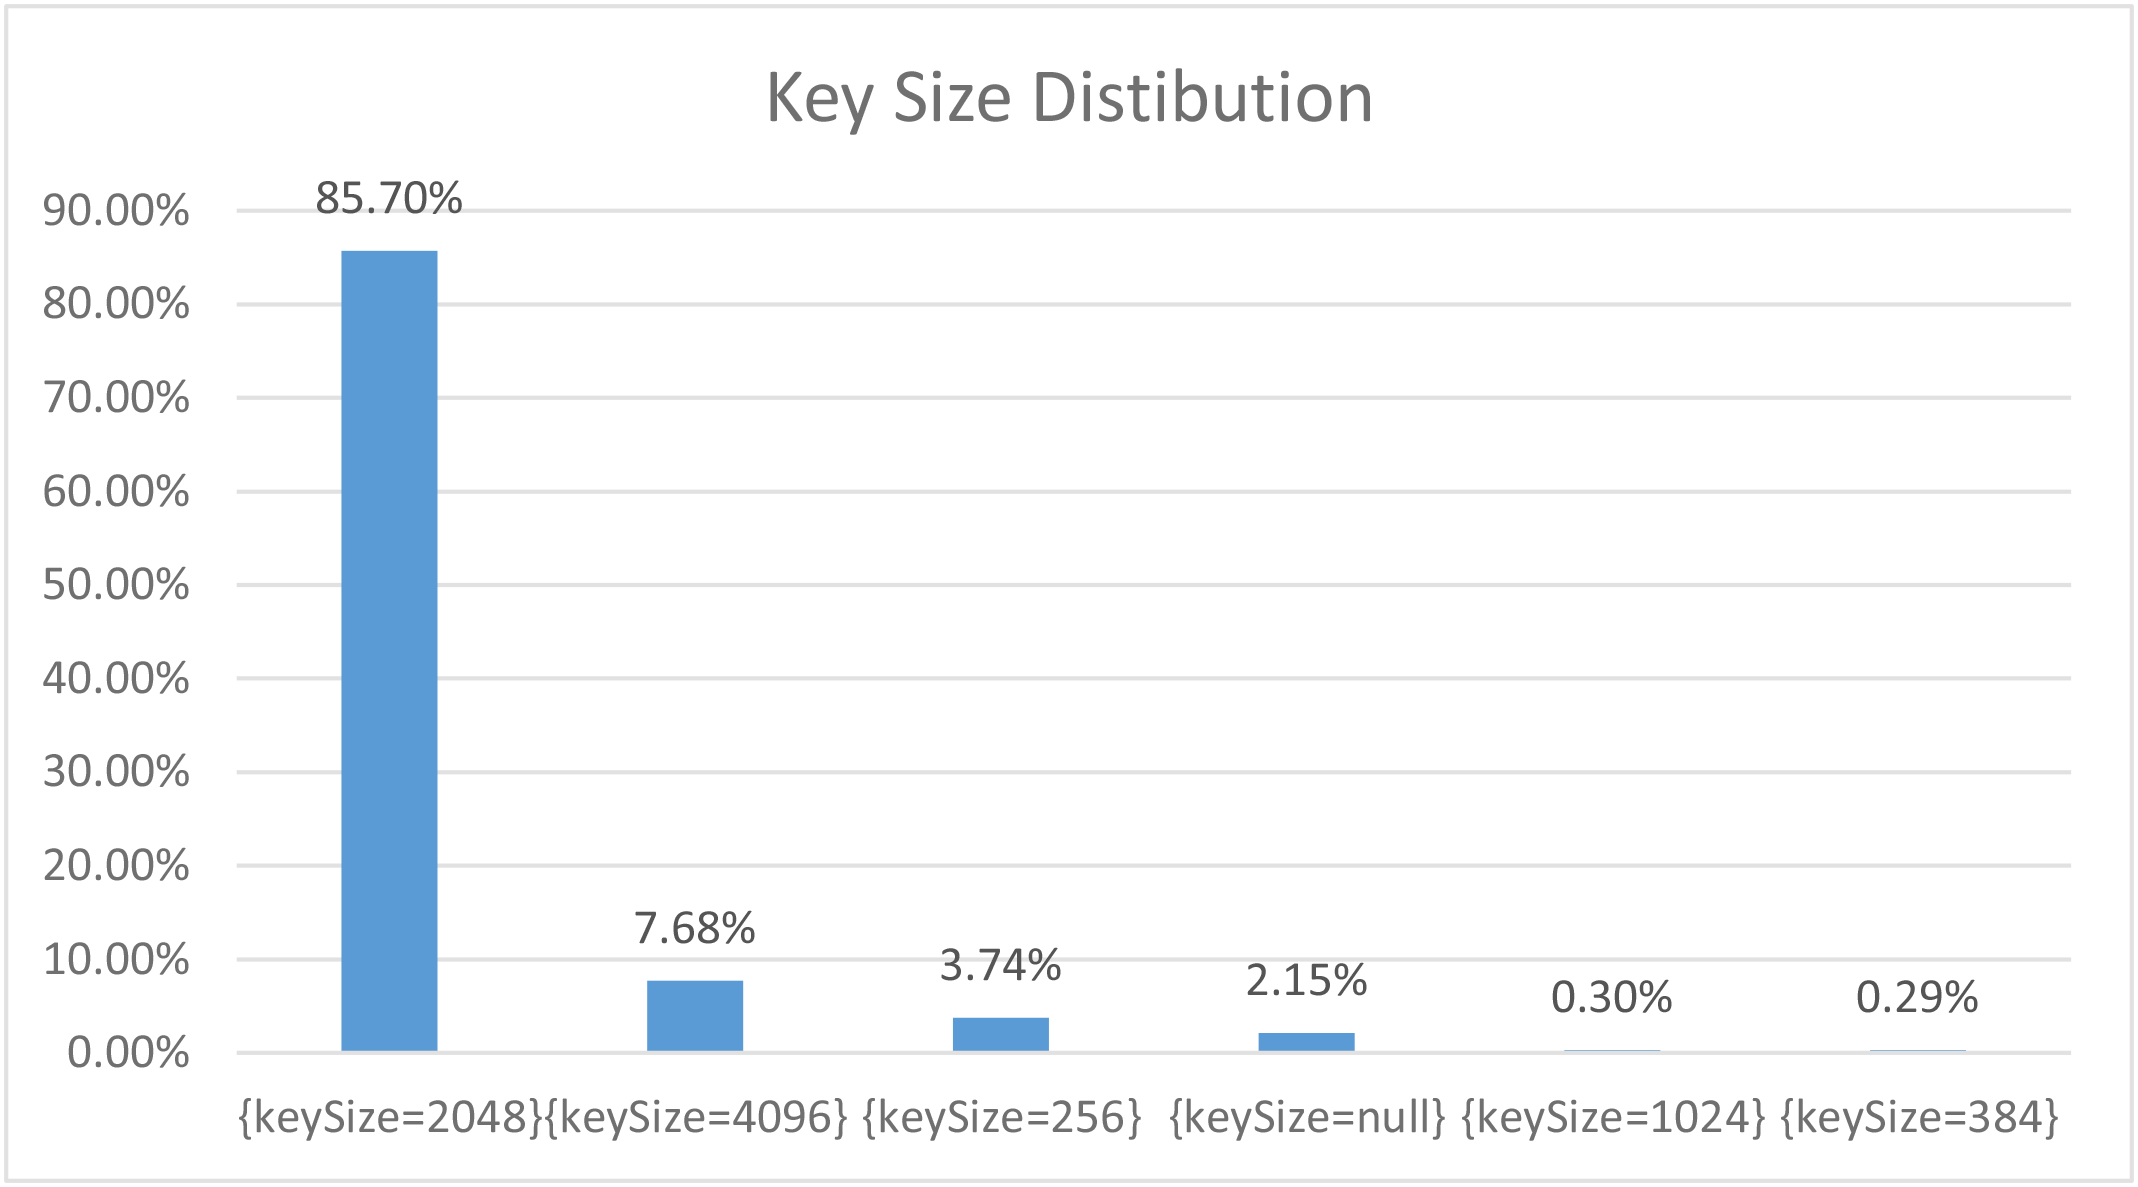 Key Size Distibution
85.70%
90.00%
80.00%
70.00%
60.00%
50.00%
40.00%
30.00%
20.00%
7.68%
10.00%
3.74%
2.15%
0.30%
0.29%
0.00%
{keySize=2048}
{keySize=4096}
{keySize=256}
{keySize=null}
{keySize=1024}
{keySize=384}